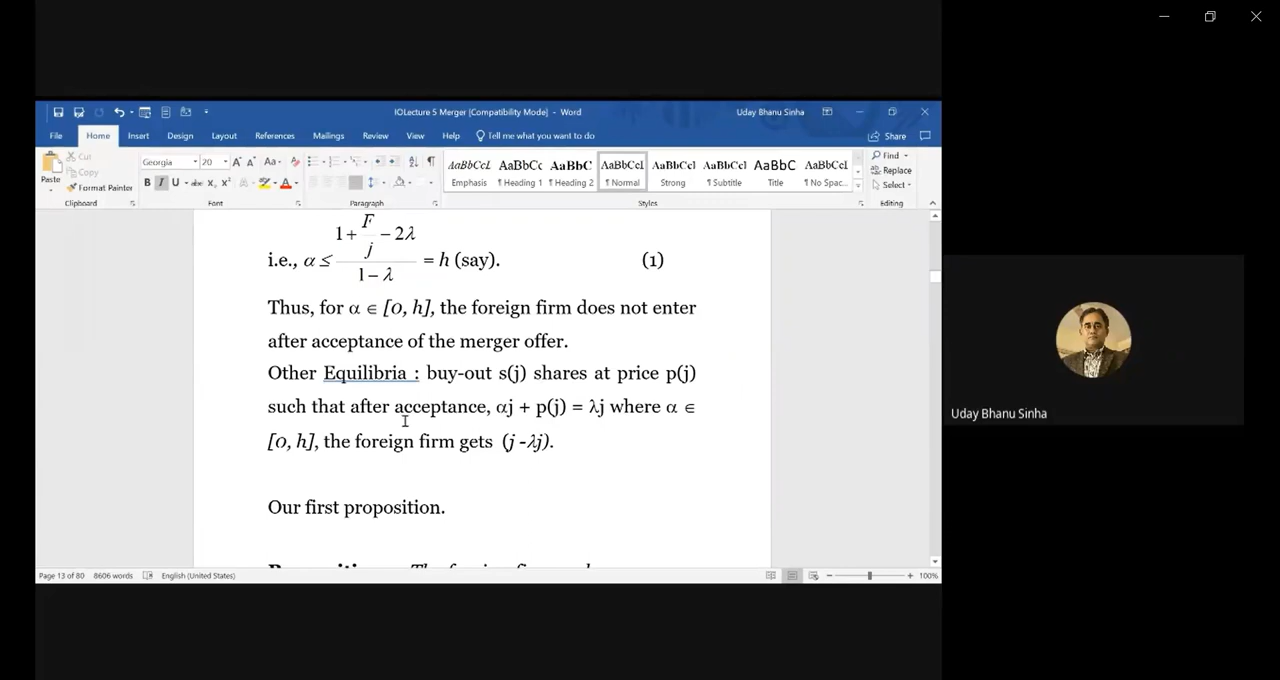 IOLecture 5 Merger [Compatibility Mode] - Word
Uday Bhanu Sinha
File Home Insert Design Layout References Mailings Review View Help Tell me what you want to do
Share
Paste
Cut
Copy
Format Painter
Georgia 20
AaBbCcL AaBbCc AaBbC AaBbCcL AaBbCcI AaBbCcL AaBbC AaBbCcL
Emphasis ¶ Heading 1 ¶ Heading 2 ¶ Normal Strong ¶ Subtitle Title ¶ No Spac...
Find
Replace
Select
Clipboard Font Paragraph Styles Editing
i.e., α ≤ (1 + F/j − 2λ)/(1 − λ) = h (say). (1)
Thus, for α ∈ [0, h], the foreign firm does not enter
after acceptance of the merger offer.
Other Equilibria : buy-out s(j) shares at price p(j)
such that after acceptance, αj + p(j) = λj where α ∈
[0, h], the foreign firm gets (j -λj).
Our first proposition.
Page 13 of 80 8606 words English (United States) 100%
Uday Bhanu Sinha